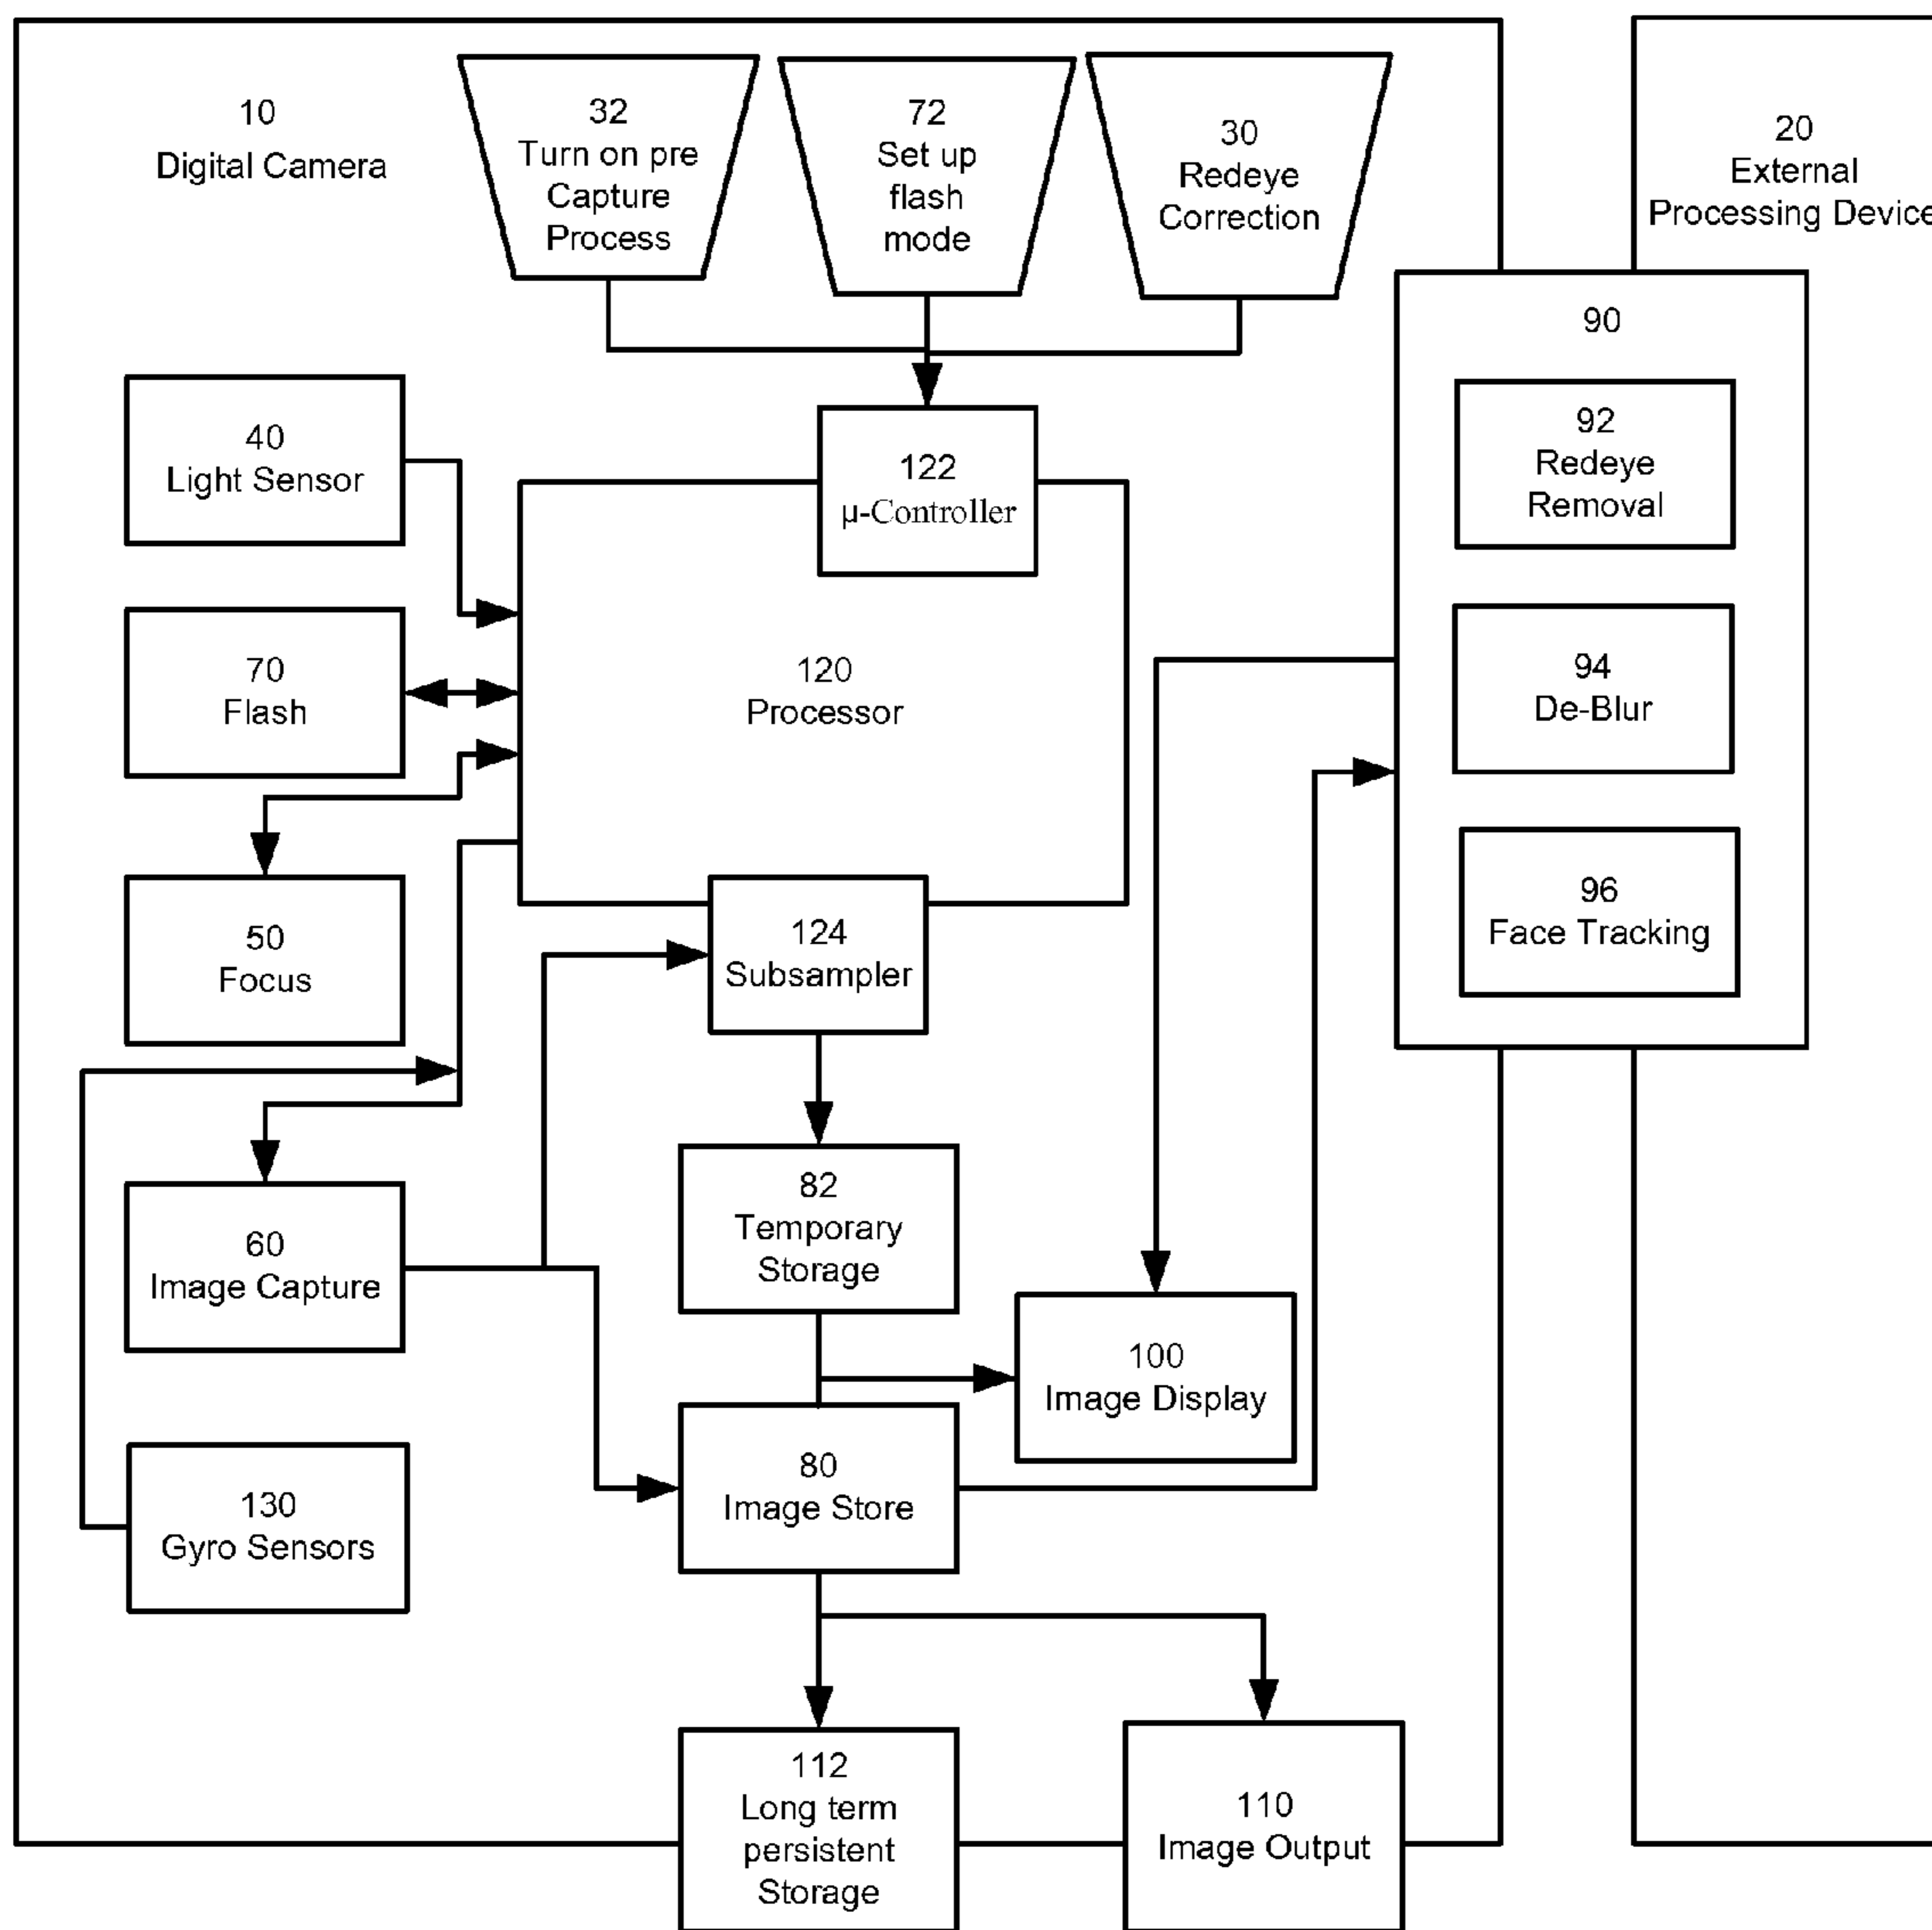 10
Digital Camera
32
Turn on pre
Capture
Process
72
Set up
flash
mode
30
Redeye
Correction
20
External
Processing Device
90
40
Light Sensor
122
µ-Controller
92
Redeye
Removal
70
Flash
120
Processor
94
De-Blur
50
Focus
124
Subsampler
96
Face Tracking
60
Image Capture
82
Temporary
Storage
100
Image Display
130
Gyro Sensors
80
Image Store
112
Long term
persistent
Storage
110
Image Output